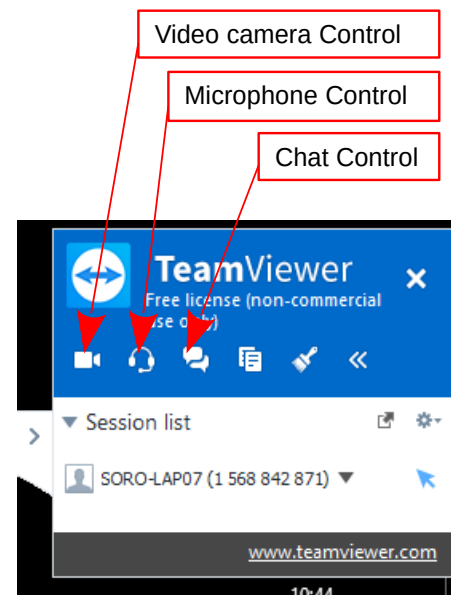 Video camera Control
Microphone Control
Chat Control
TeamViewer
Free license (non-commercial
use only)
Session list
SORO-LAP07 (1 568 842 871)
www.teamviewer.com
10:44